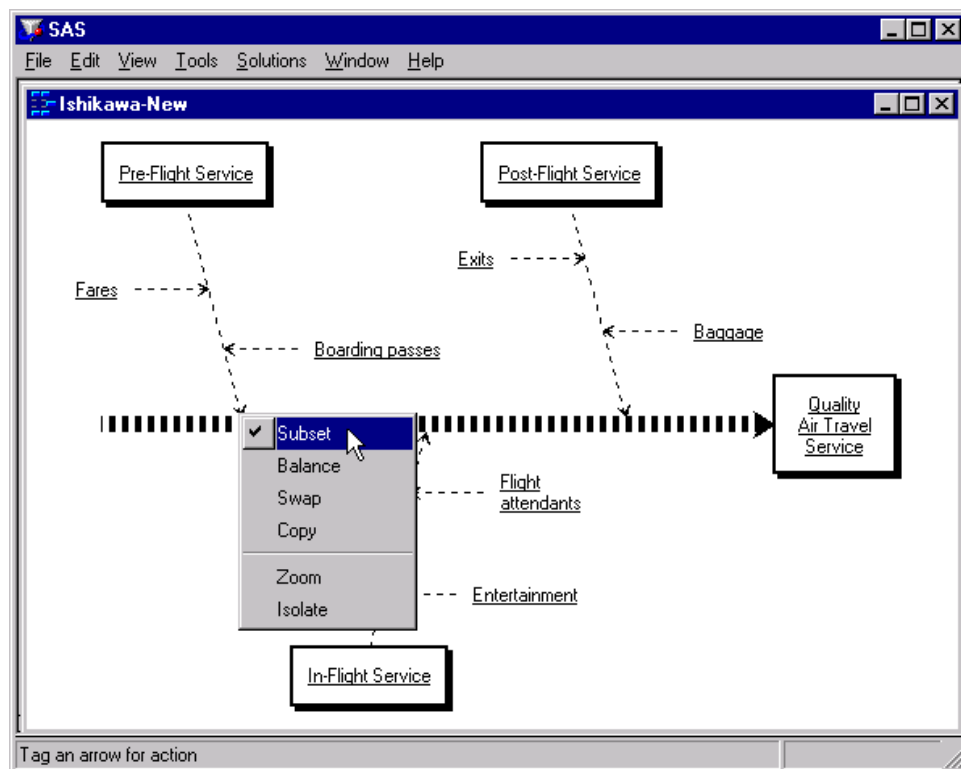 SAS
File Edit View Tools Solutions Window Help
Ishikawa-New
Pre-Flight Service
Post-Flight Service
Exits
Fares
Baggage
Boarding passes
Quality
Air Travel
Service
Subset
Balance
Swap
Copy
Zoom
Isolate
Flight
attendants
Entertainment
In-Flight Service
Tag an arrow for action